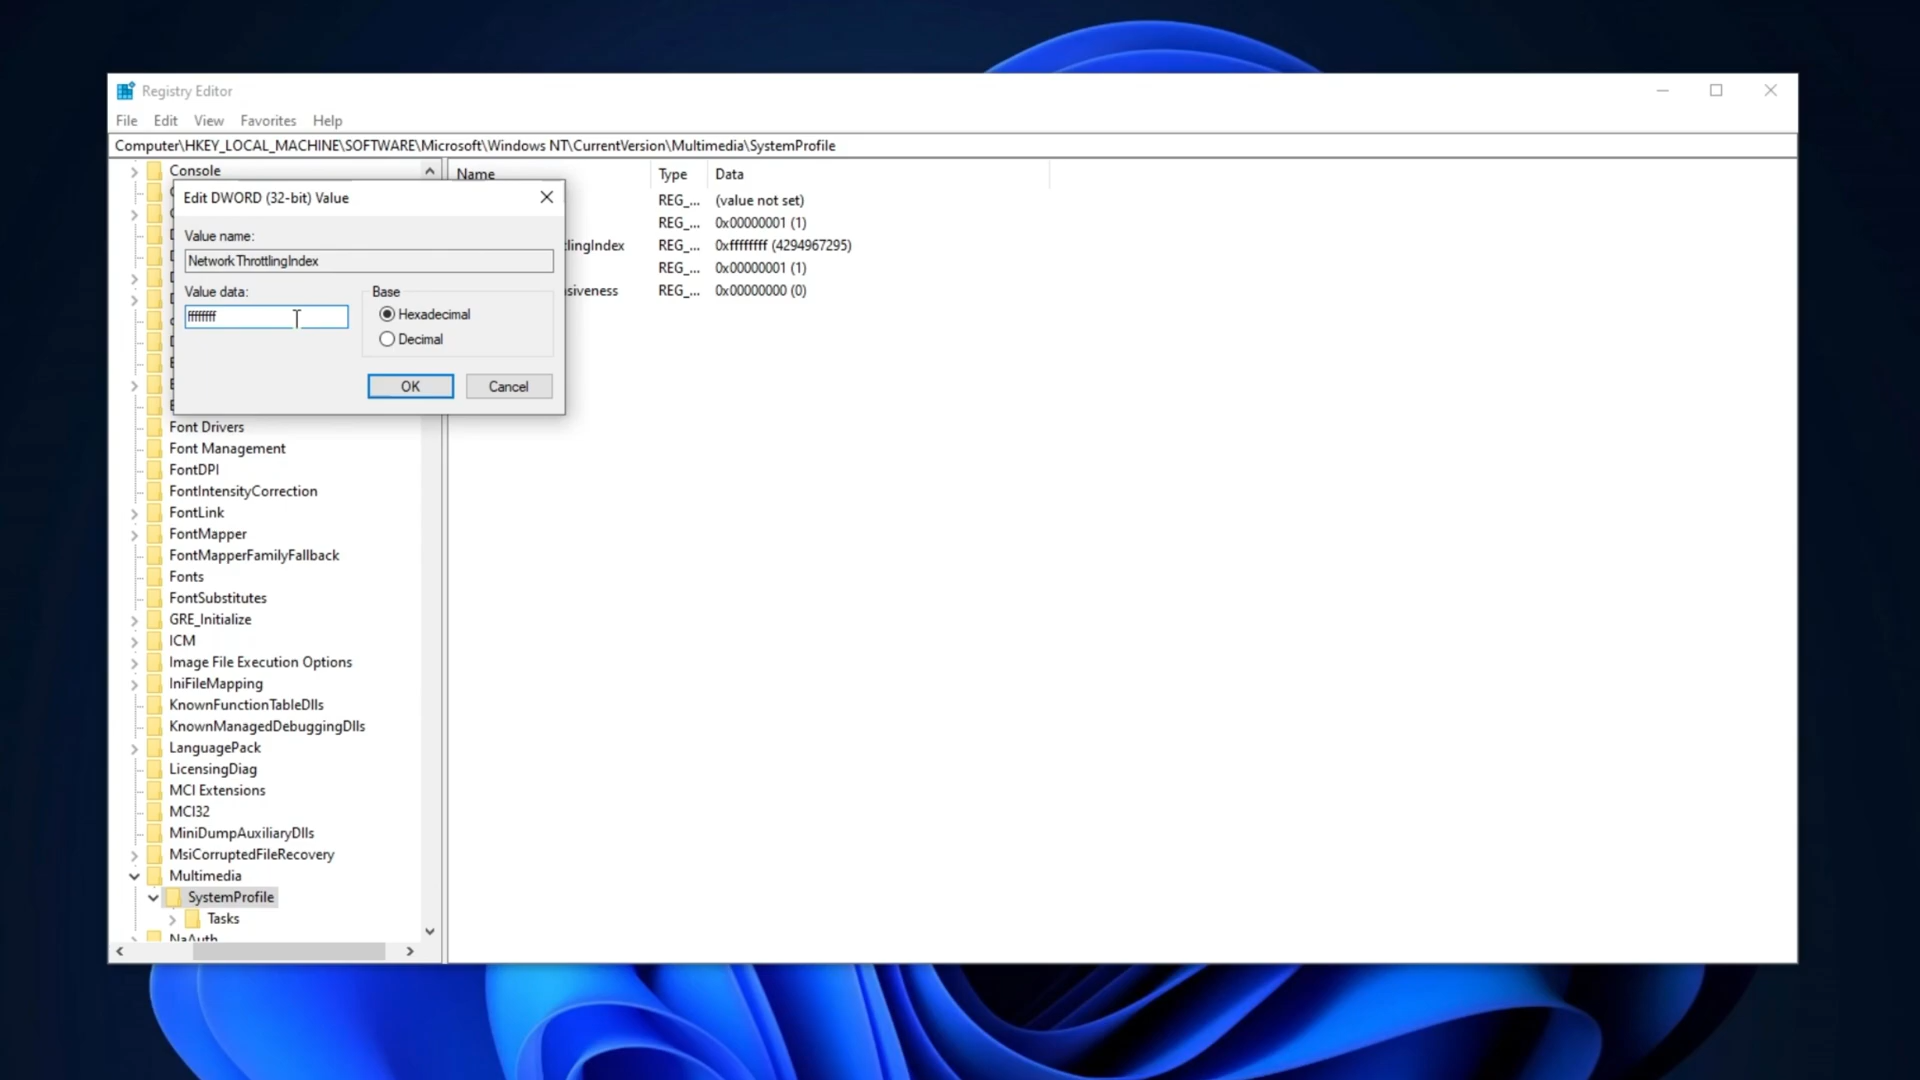 Registry Editor
File Edit View Favorites Help
Computer\HKEY_LOCAL_MACHINE\SOFTWARE\Microsoft\Windows NT\CurrentVersion\Multimedia\SystemProfile
Console
Name Type Data
REG_... (value not set)
REG_... 0x00000001 (1)
lingIndex REG_... 0xffffffff (4294967295)
REG_... 0x00000001 (1)
siveness REG_... 0x00000000 (0)
Edit DWORD (32-bit) Value
Value name:
NetworkThrottlingIndex
Value data:
ffffffff
Base
Hexadecimal
Decimal
OK Cancel
Font Drivers
Font Management
FontDPI
FontIntensityCorrection
FontLink
FontMapper
FontMapperFamilyFallback
Fonts
FontSubstitutes
GRE_Initialize
ICM
Image File Execution Options
IniFileMapping
KnownFunctionTableDlls
KnownManagedDebuggingDlls
LanguagePack
LicensingDiag
MCI Extensions
MCI32
MiniDumpAuxiliaryDlls
MsiCorruptedFileRecovery
Multimedia
SystemProfile
Tasks
NaAuth